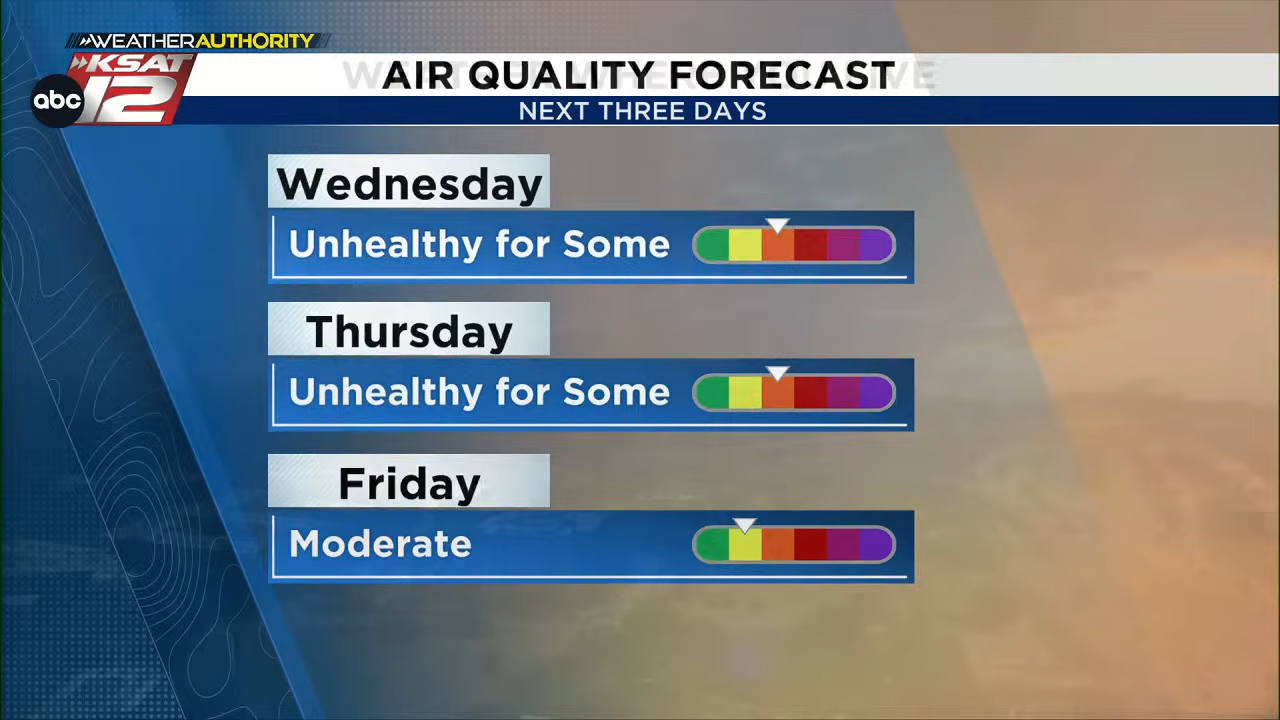 WEATHERAUTHORITY
KSAT
abc
12
AIR QUALITY FORECAST
NEXT THREE DAYS
Wednesday
Unhealthy for Some
Thursday
Unhealthy for Some
Friday
Moderate